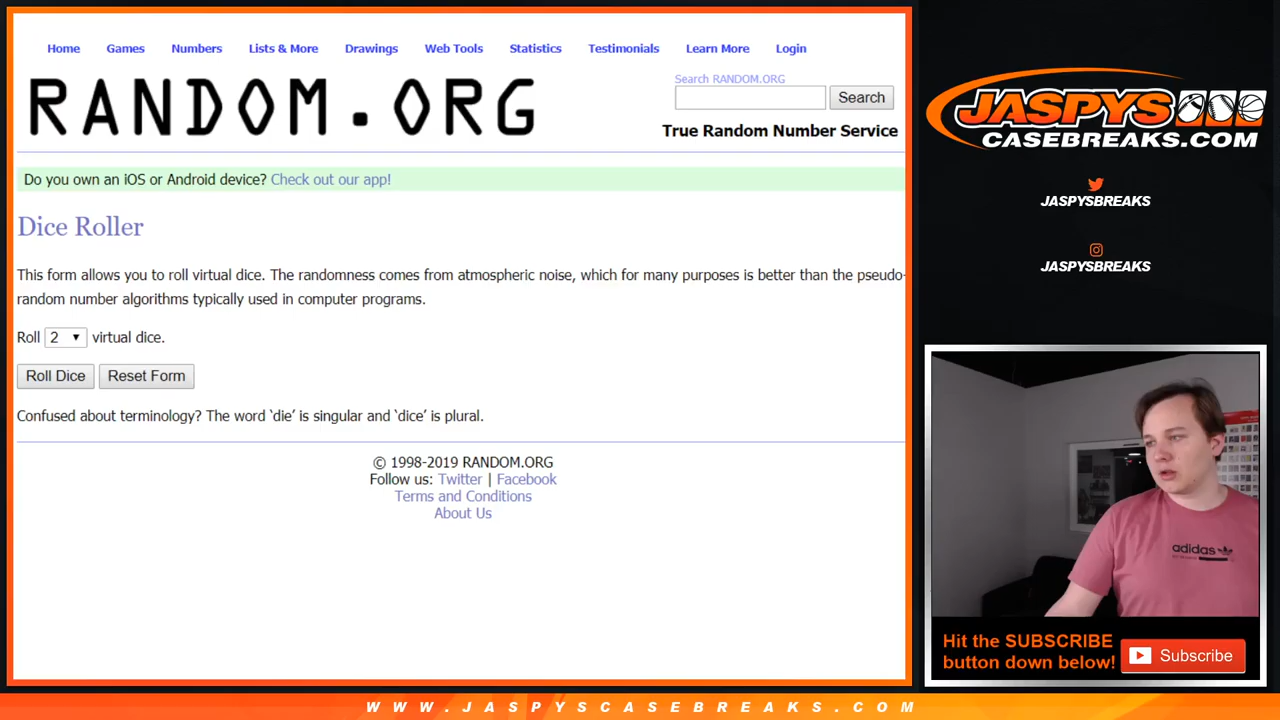 Home Games Numbers Lists & More Drawings Web Tools Statistics Testimonials Learn More Login
RANDOM.ORG
Search RANDOM.ORG
Search
True Random Number Service
Do you own an iOS or Android device? Check out our app!
Dice Roller
This form allows you to roll virtual dice. The randomness comes from atmospheric noise, which for many purposes is better than the pseudo-
random number algorithms typically used in computer programs.
Roll 2 virtual dice.
Roll Dice Reset Form
Confused about terminology? The word ‘die’ is singular and ‘dice’ is plural.
© 1998-2019 RANDOM.ORG
Follow us: Twitter | Facebook
Terms and Conditions
About Us
JASPYS
CASEBREAKS.COM
JASPYSBREAKS
JASPYSBREAKS
adidas
Hit the SUBSCRIBE
button down below!
Subscribe
WWW.JASPYSCASEBREAKS.COM